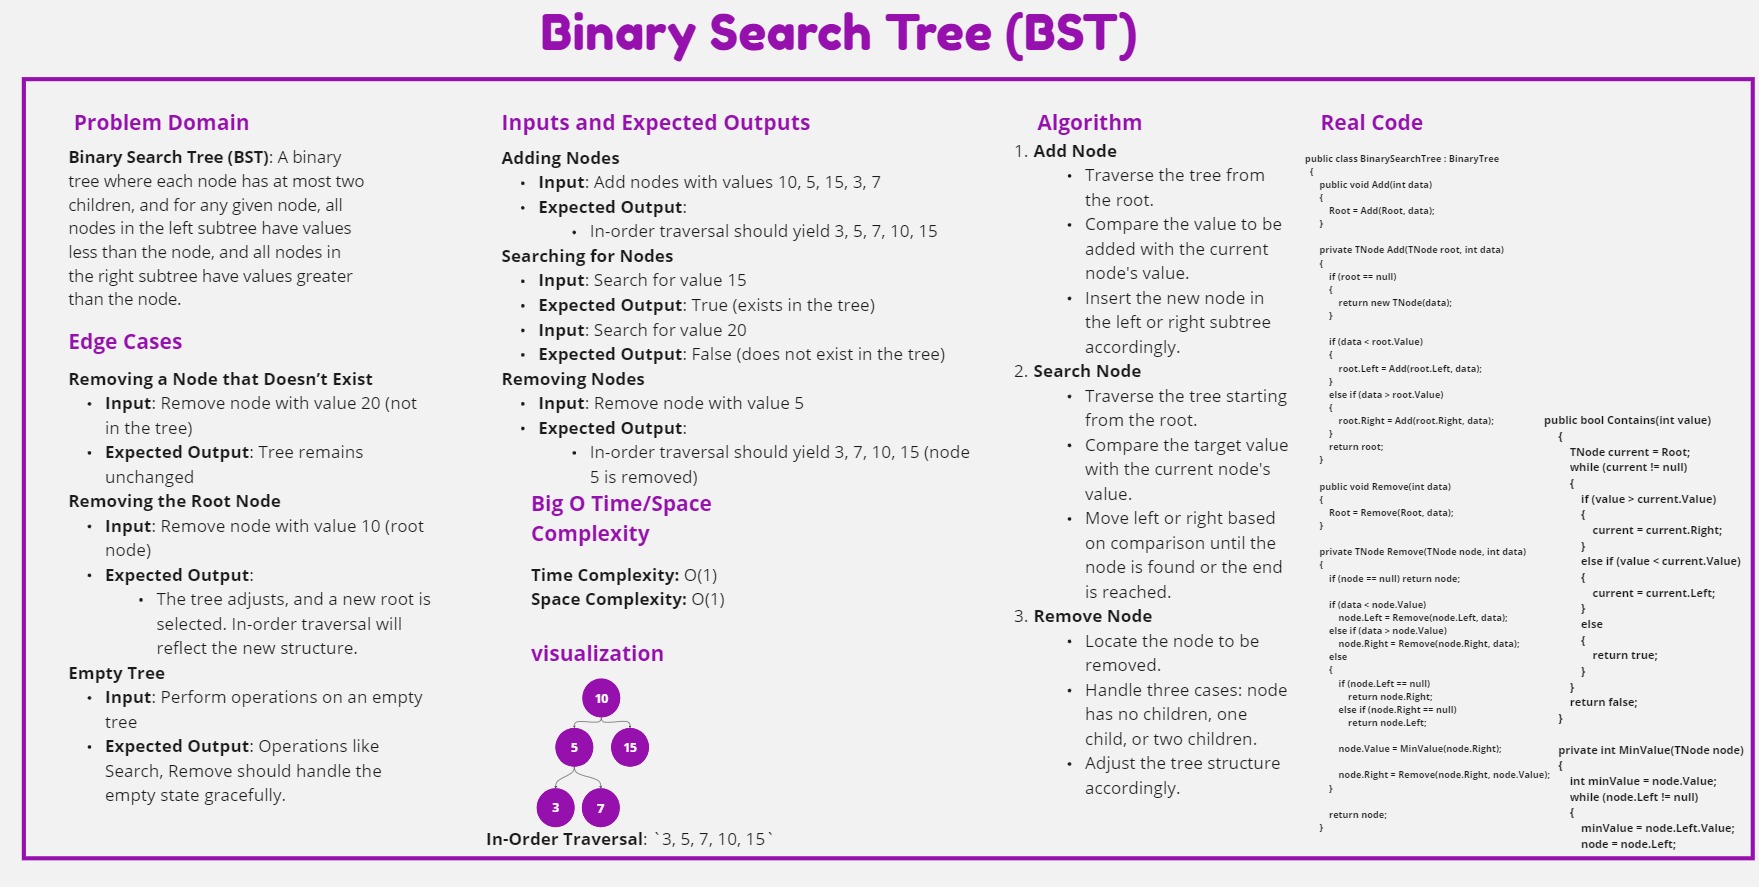 Binary Search Tree (BST)
Problem Domain
Binary Search Tree (BST): A binary
tree where each node has at most two
children, and for any given node, all
nodes in the left subtree have values
less than the node, and all nodes in
the right subtree have values greater
than the node.
Edge Cases
Removing a Node that Doesn’t Exist
• Input: Remove node with value 20 (not
in the tree)
• Expected Output: Tree remains
unchanged
Removing the Root Node
• Input: Remove node with value 10 (root
node)
• Expected Output:
• The tree adjusts, and a new root is
selected. In-order traversal will
reflect the new structure.
Empty Tree
• Input: Perform operations on an empty
tree
• Expected Output: Operations like
Search, Remove should handle the
empty state gracefully.
Inputs and Expected Outputs
Adding Nodes
• Input: Add nodes with values 10, 5, 15, 3, 7
• Expected Output:
• In-order traversal should yield 3, 5, 7, 10, 15
Searching for Nodes
• Input: Search for value 15
• Expected Output: True (exists in the tree)
• Input: Search for value 20
• Expected Output: False (does not exist in the tree)
Removing Nodes
• Input: Remove node with value 5
• Expected Output:
• In-order traversal should yield 3, 7, 10, 15 (node
5 is removed)
Big O Time/Space
Complexity
Time Complexity: O(1)
Space Complexity: O(1)
visualization
10
5 15
3 7
In-Order Traversal: `3, 5, 7, 10, 15`
Algorithm
1. Add Node
• Traverse the tree from
the root.
• Compare the value to be
added with the current
node's value.
• Insert the new node in
the left or right subtree
accordingly.
2. Search Node
• Traverse the tree starting
from the root.
• Compare the target value
with the current node's
value.
• Move left or right based
on comparison until the
node is found or the end
is reached.
3. Remove Node
• Locate the node to be
removed.
• Handle three cases: node
has no children, one
child, or two children.
• Adjust the tree structure
accordingly.
Real Code
public class BinarySearchTree : BinaryTree
{
public void Add(int data)
{
Root = Add(Root, data);
}
private TNode Add(TNode root, int data)
{
if (root == null)
{
return new TNode(data);
}
if (data < root.Value)
{
root.Left = Add(root.Left, data);
}
else if (data > root.Value)
{
root.Right = Add(root.Right, data);
}
return root;
}
public void Remove(int data)
{
Root = Remove(Root, data);
}
private TNode Remove(TNode node, int data)
{
if (node == null) return node;
if (data < node.Value)
node.Left = Remove(node.Left, data);
else if (data > node.Value)
node.Right = Remove(node.Right, data);
else
{
if (node.Left == null)
return node.Right;
else if (node.Right == null)
return node.Left;
node.Value = MinValue(node.Right);
node.Right = Remove(node.Right, node.Value);
}
return node;
}
public bool Contains(int value)
{
TNode current = Root;
while (current != null)
{
if (value > current.Value)
{
current = current.Right;
}
else if (value < current.Value)
{
current = current.Left;
}
else
{
return true;
}
}
return false;
}
private int MinValue(TNode node)
{
int minValue = node.Value;
while (node.Left != null)
{
minValue = node.Left.Value;
node = node.Left;